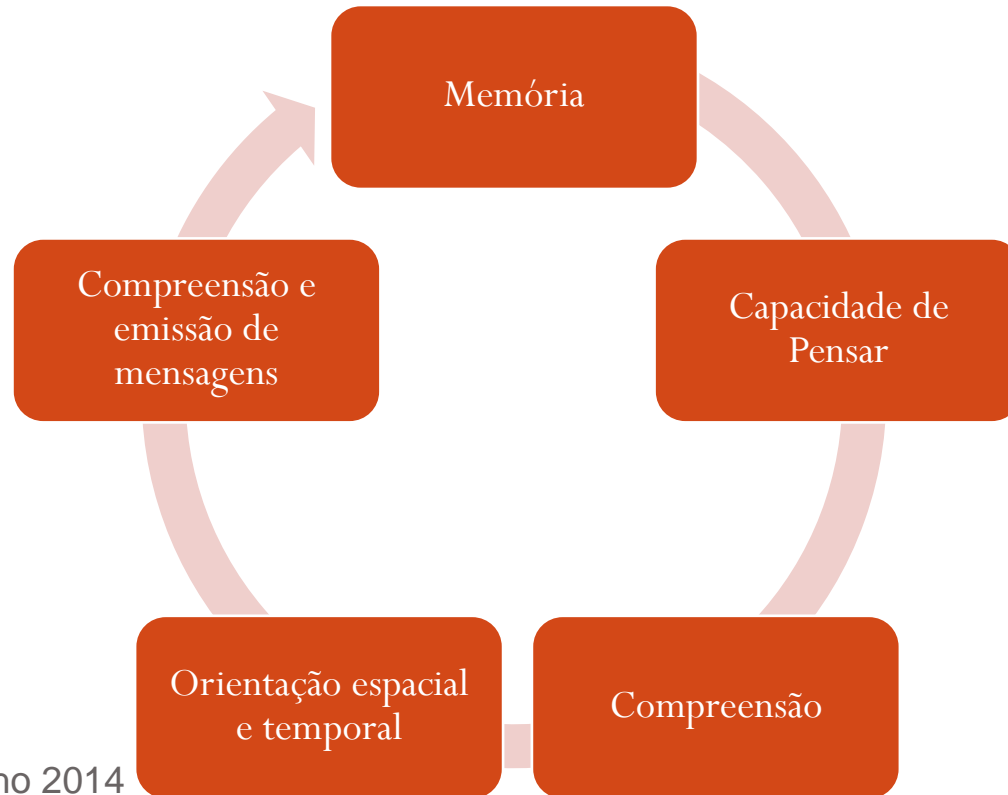 Memória
Capacidade de
Pensar
Compreensão
Orientação espacial
e temporal
Compreensão e
emissão de
mensagens
2014